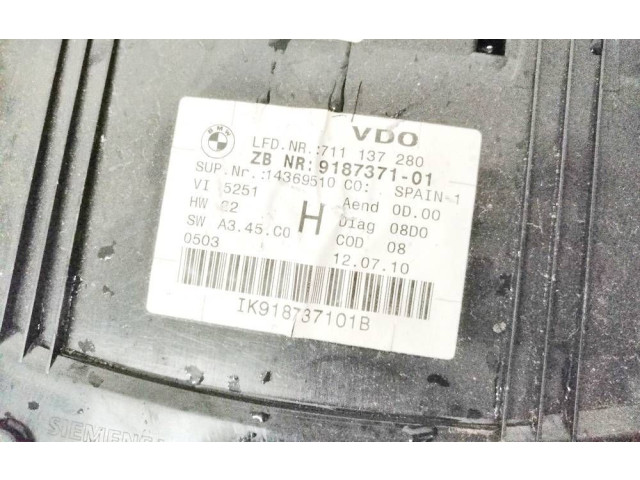 BMW
VDO
LFD.NR.:711 137 280
ZB NR: 9187371-01
SUP.Nr.:14369510 CO: SPAIN-1
VI 5251 Aend 0D.00
HW 22 H Diag 08D0
SW A3.45.C0 COD 08
0503 12.07.10
IK918737101B
SIEMENS